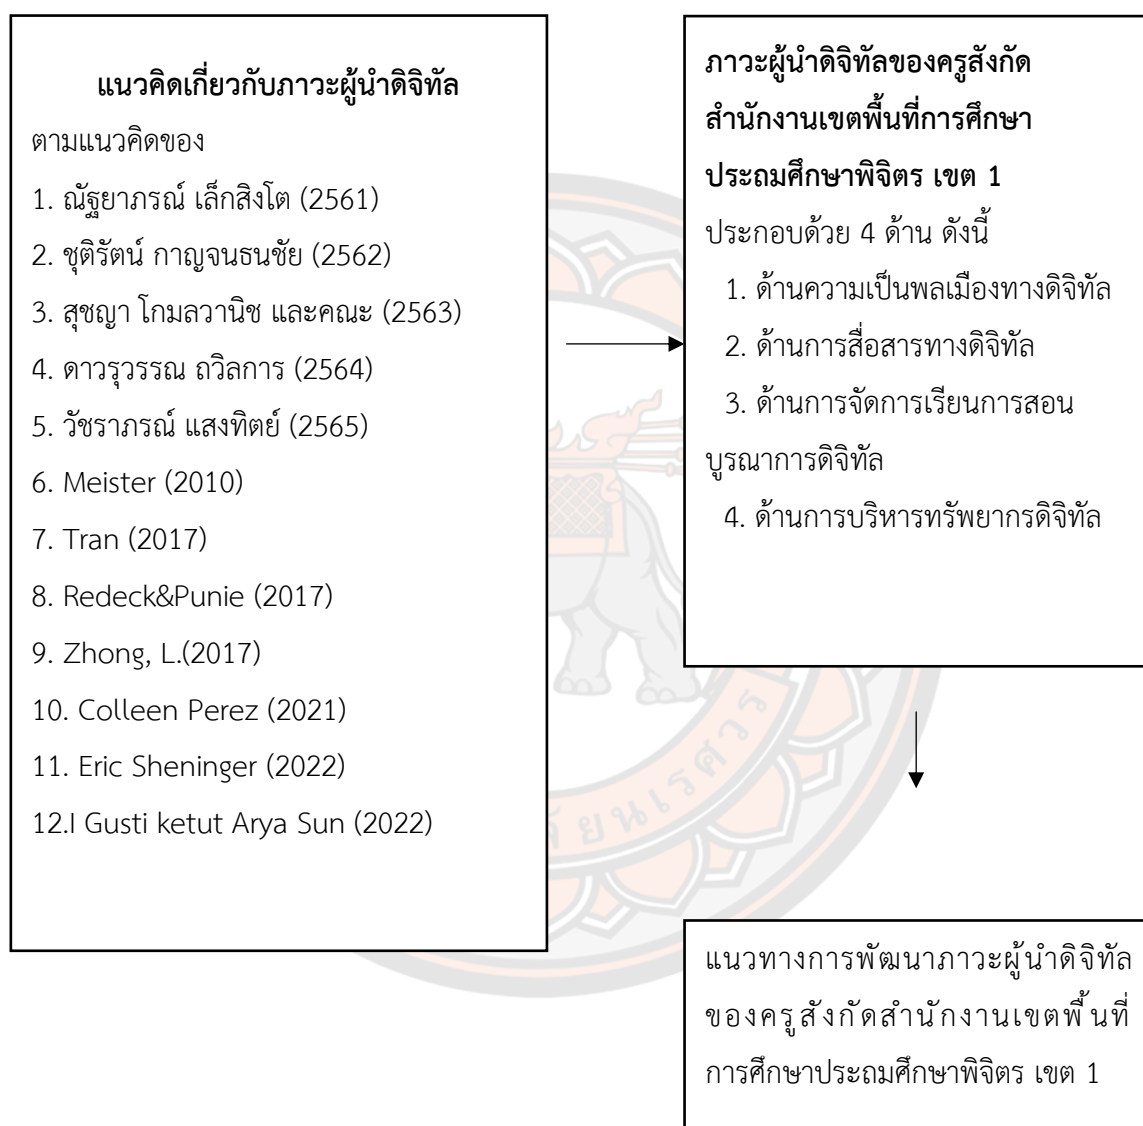 แนวคิดเกี่ยวกับภาวะผู้นำดิจิทัล
ตามแนวคิดของ
1. ณัฐยาภรณ์ เล็กสิงโต (2561)
2. ชุติรัตน์ กาญจนธนชัย (2562)
3. สุชญา โกมลวานิช และคณะ (2563)
4. ดาวรุวรรณ ถวิลการ (2564)
5. วัชราภรณ์ แสงทิตย์ (2565)
6. Meister (2010)
7. Tran (2017)
8. Redeck&Punie (2017)
9. Zhong, L.(2017)
10. Colleen Perez (2021)
11. Eric Sheninger (2022)
12.I Gusti ketut Arya Sun (2022)
ภาวะผู้นำดิจิทัลของครูสังกัด
สำนักงานเขตพื้นที่การศึกษา
ประถมศึกษาพิจิตร เขต 1
ประกอบด้วย 4 ด้าน ดังนี้
1. ด้านความเป็นพลเมืองทางดิจิทัล
2. ด้านการสื่อสารทางดิจิทัล
3. ด้านการจัดการเรียนการสอน
บูรณาการดิจิทัล
4. ด้านการบริหารทรัพยากรดิจิทัล
แนวทางการพัฒนาภาวะผู้นำดิจิทัล
ของครูสังกัดสำนักงานเขตพื้นที่
การศึกษาประถมศึกษาพิจิตร เขต 1